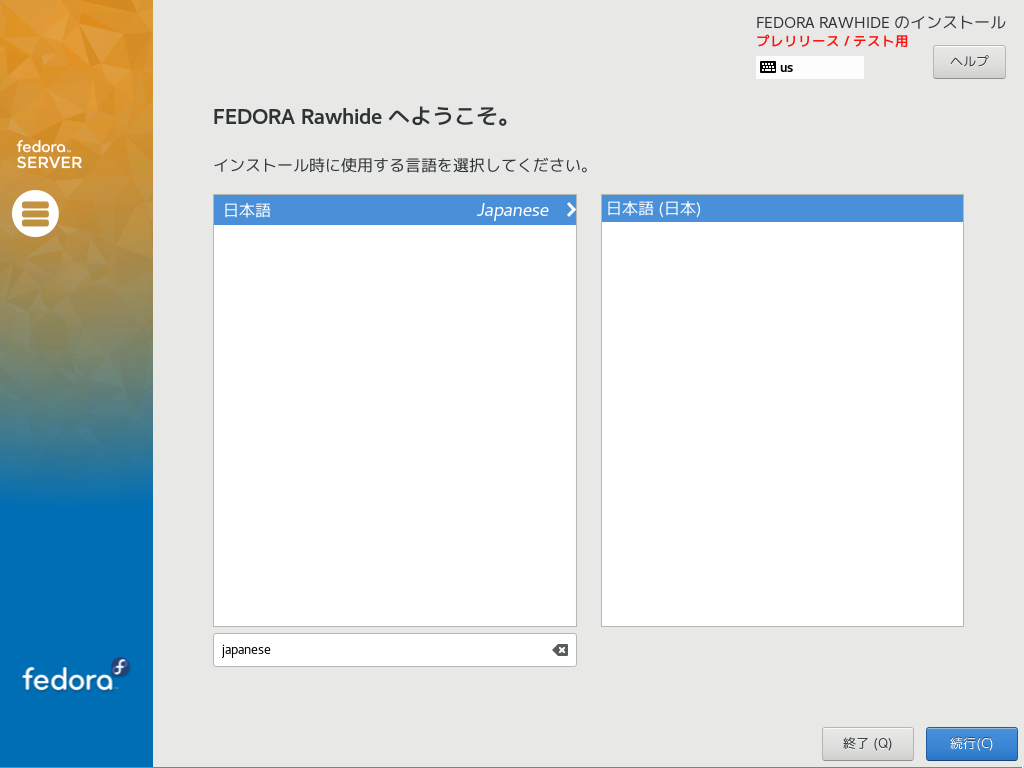 fedora
SERVER
FEDORA RAWHIDE のインストール
プレリリース / テスト用
us
ヘルプ
FEDORA Rawhide へようこそ。
インストール時に使用する言語を選択してください。
日本語 Japanese
日本語 (日本)
japanese
fedora
終了 (Q)
続行(C)